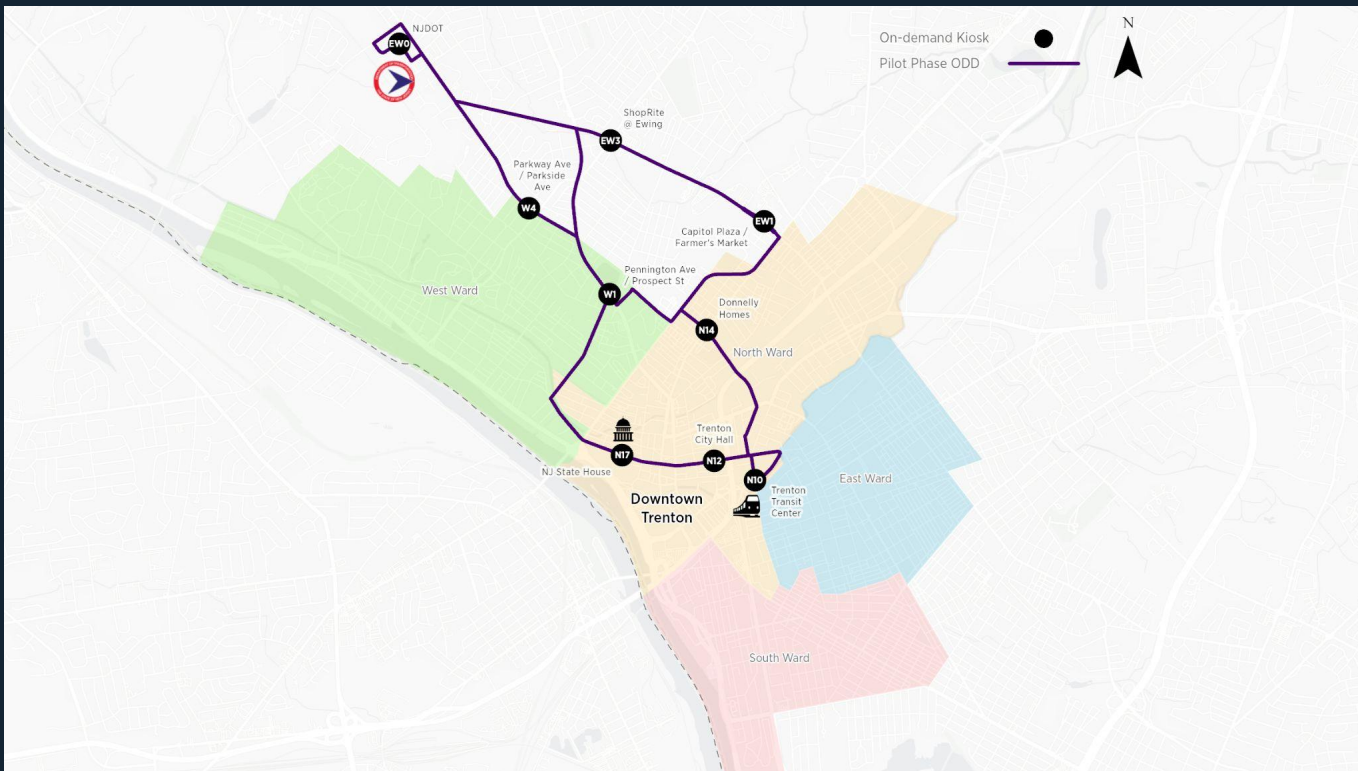 NJDOT
EW0
On-demand Kiosk
Pilot Phase ODD
N
ShopRite
@ Ewing
EW3
Parkway Ave
/ Parkside
Ave
W4
EW1
Capitol Plaza /
Farmer's Market
Pennington Ave
/ Prospect St
W1
West Ward
Donnelly
Homes
N14
North Ward
Trenton
City Hall
N17
N12
NJ State House
N10
Trenton
Transit
Center
East Ward
Downtown
Trenton
South Ward